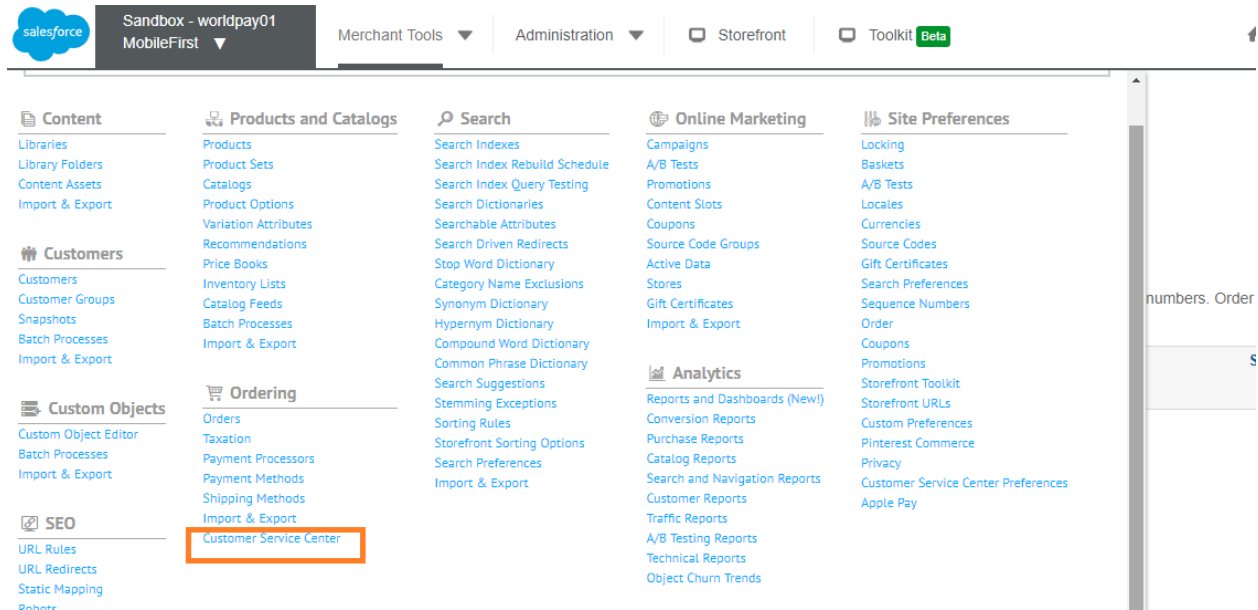 salesforce
Sandbox - worldpay01
MobileFirst
Merchant Tools
Administration
Storefront
Toolkit Beta
Content
Libraries
Library Folders
Content Assets
Import & Export
Customers
Customers
Customer Groups
Snapshots
Batch Processes
Import & Export
Custom Objects
Custom Object Editor
Batch Processes
Import & Export
SEO
URL Rules
URL Redirects
Static Mapping
Robots
Products and Catalogs
Products
Product Sets
Catalogs
Product Options
Variation Attributes
Recommendations
Price Books
Inventory Lists
Catalog Feeds
Batch Processes
Import & Export
Ordering
Orders
Taxation
Payment Processors
Payment Methods
Shipping Methods
Import & Export
Customer Service Center
Search
Search Indexes
Search Index Rebuild Schedule
Search Index Query Testing
Search Dictionaries
Searchable Attributes
Search Driven Redirects
Stop Word Dictionary
Category Name Exclusions
Synonym Dictionary
Hypernym Dictionary
Compound Word Dictionary
Common Phrase Dictionary
Search Suggestions
Stemming Exceptions
Sorting Rules
Storefront Sorting Options
Search Preferences
Import & Export
Online Marketing
Campaigns
A/B Tests
Promotions
Content Slots
Coupons
Source Code Groups
Active Data
Stores
Gift Certificates
Import & Export
Analytics
Reports and Dashboards (New!)
Conversion Reports
Purchase Reports
Catalog Reports
Search and Navigation Reports
Customer Reports
Traffic Reports
A/B Testing Reports
Technical Reports
Object Churn Trends
Site Preferences
Locking
Baskets
A/B Tests
Locales
Currencies
Source Codes
Gift Certificates
Search Preferences
Sequence Numbers
Order
Coupons
Promotions
Storefront Toolkit
Storefront URLs
Custom Preferences
Pinterest Commerce
Privacy
Customer Service Center Preferences
Apple Pay
numbers. Order